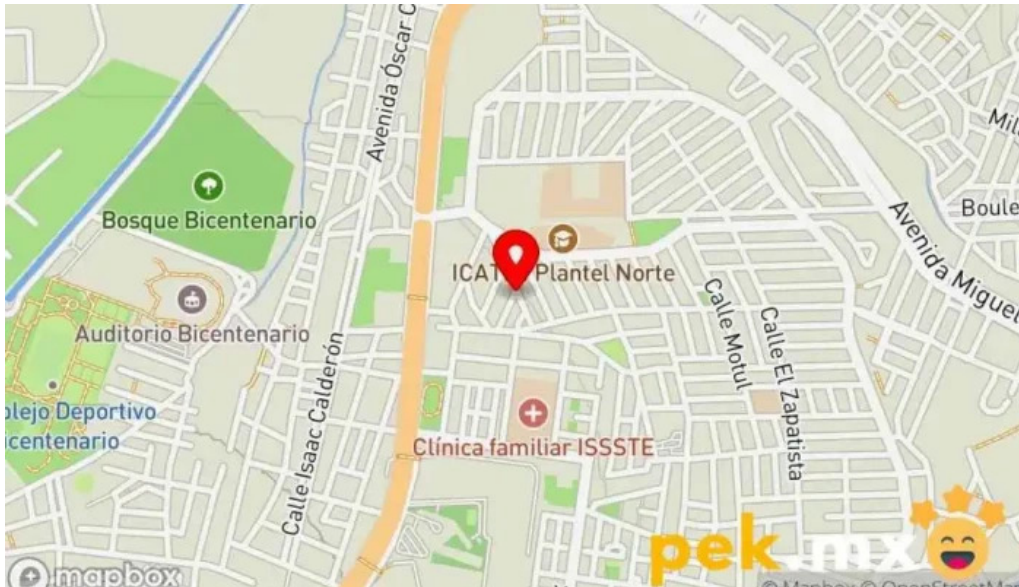 Avenida Óscar C
Mil
Bosque Bicentenario
Boule
Avenida Miguel
ICAT Plantel Norte
Auditorio Bicentenario
Calle Motul
Calle El Zapatista
Calle Isaac Calderón
plejo Deportivo
icentenario
Clínica familiar ISSSTE
pek.mx
mapbox
© Mapbox © OpenStreetMap